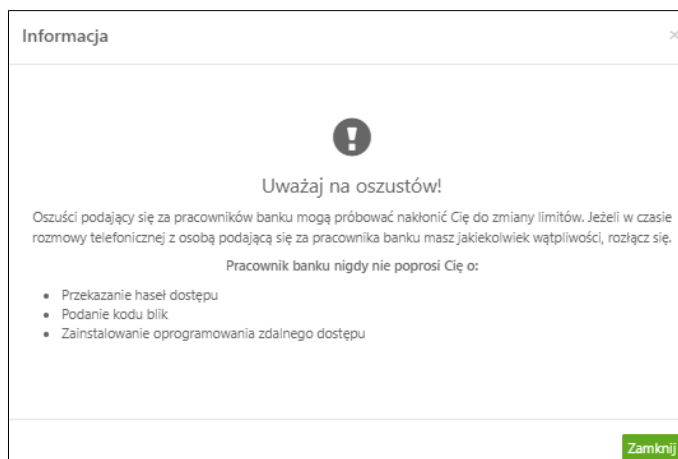 Informacja
×
Uważaj na oszustów!
Oszuści podający się za pracowników banku mogą próbować nakłonić Cię do zmiany limitów. Jeżeli w czasie
rozmowy telefonicznej z osobą podającą się za pracownika banku masz jakiekolwiek wątpliwości, rozłącz się.
Pracownik banku nigdy nie poprosi Cię o:
• Przekazanie haseł dostępu
• Podanie kodu blik
• Zainstalowanie oprogramowania zdalnego dostępu
Zamknij